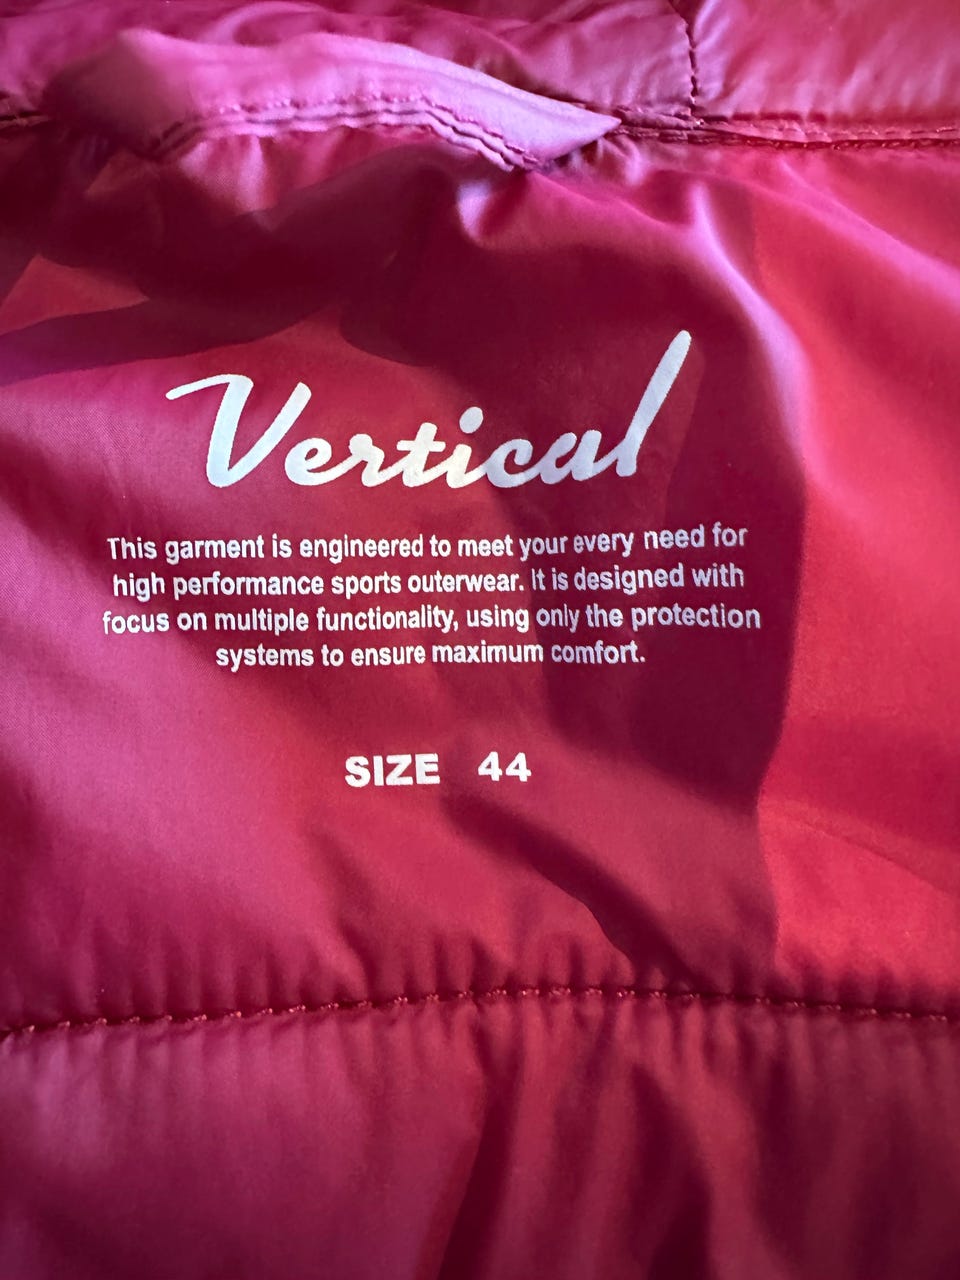 Vertical
This garment is engineered to meet your every need for
high performance sports outerwear. It is designed with
focus on multiple functionality, using only the protection
systems to ensure maximum comfort.
SIZE 44